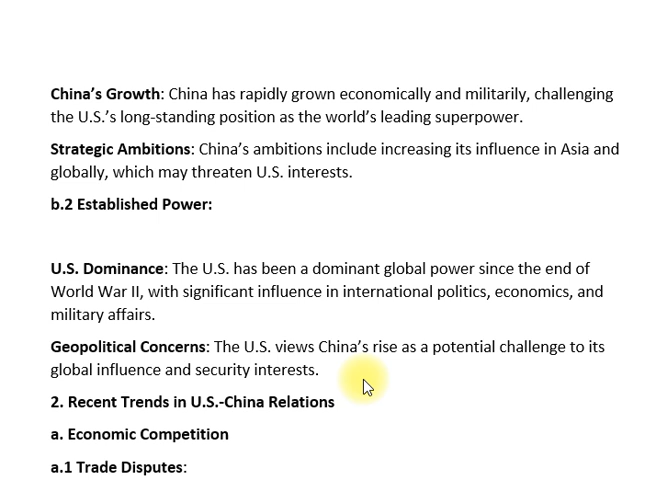 China’s Growth: China has rapidly grown economically and militarily, challenging
the U.S.’s long-standing position as the world’s leading superpower.
Strategic Ambitions: China’s ambitions include increasing its influence in Asia and
globally, which may threaten U.S. interests.
b.2 Established Power:
U.S. Dominance: The U.S. has been a dominant global power since the end of
World War II, with significant influence in international politics, economics, and
military affairs.
Geopolitical Concerns: The U.S. views China’s rise as a potential challenge to its
global influence and security interests.
2. Recent Trends in U.S.-China Relations
a. Economic Competition
a.1 Trade Disputes: